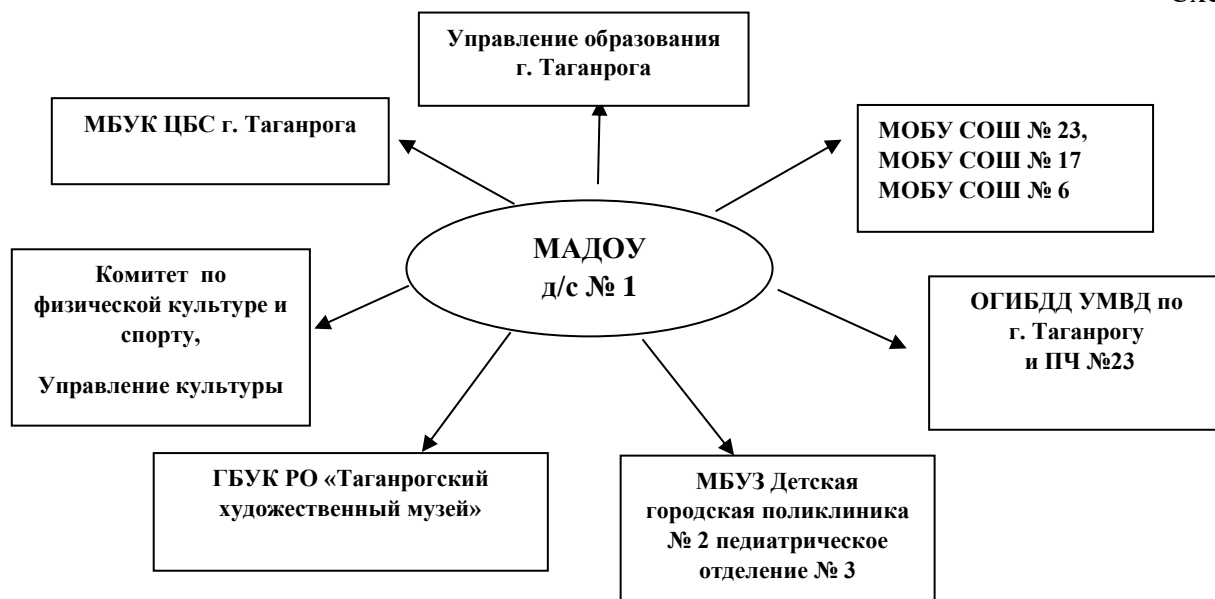 Управление образования
г. Таганрога
МБУК ЦБС г. Таганрога
МОБУ СОШ № 23,
МОБУ СОШ № 17
МОБУ СОШ № 6
МАДОУ
д/с № 1
Комитет по
физической культуре и
спорту,
Управление культуры
ОГИБДД УМВД по
г. Таганрогу
и ПЧ №23
ГБУК РО «Таганрогский
художественный музей»
МБУЗ Детская
городская поликлиника
№ 2 педиатрическое
отделение № 3